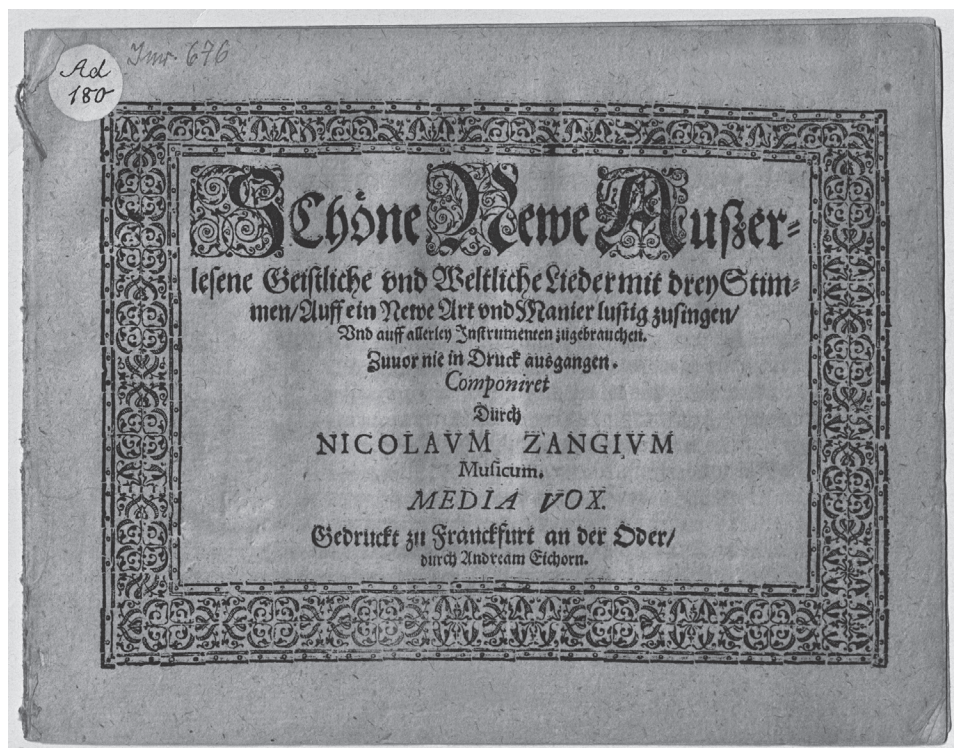 Ad
180
Inv. 676
SChöne Newe Außer=
lesene Geistliche vnd Weltliche Lieder mit drey Stim=
men/ Auff ein Newe Art vnd Manier lustig zusingen/
Vnd auff allerley Instrumenten zůgebrauchen.
Zuuor nie in Druck ausgangen.
Componiret
Durch
NICOLAVM ZANGIVM
Musicum.
MEDIA VOX.
Gedruckt zu Franckfurt an der Oder/
durch Andream Eichorn.